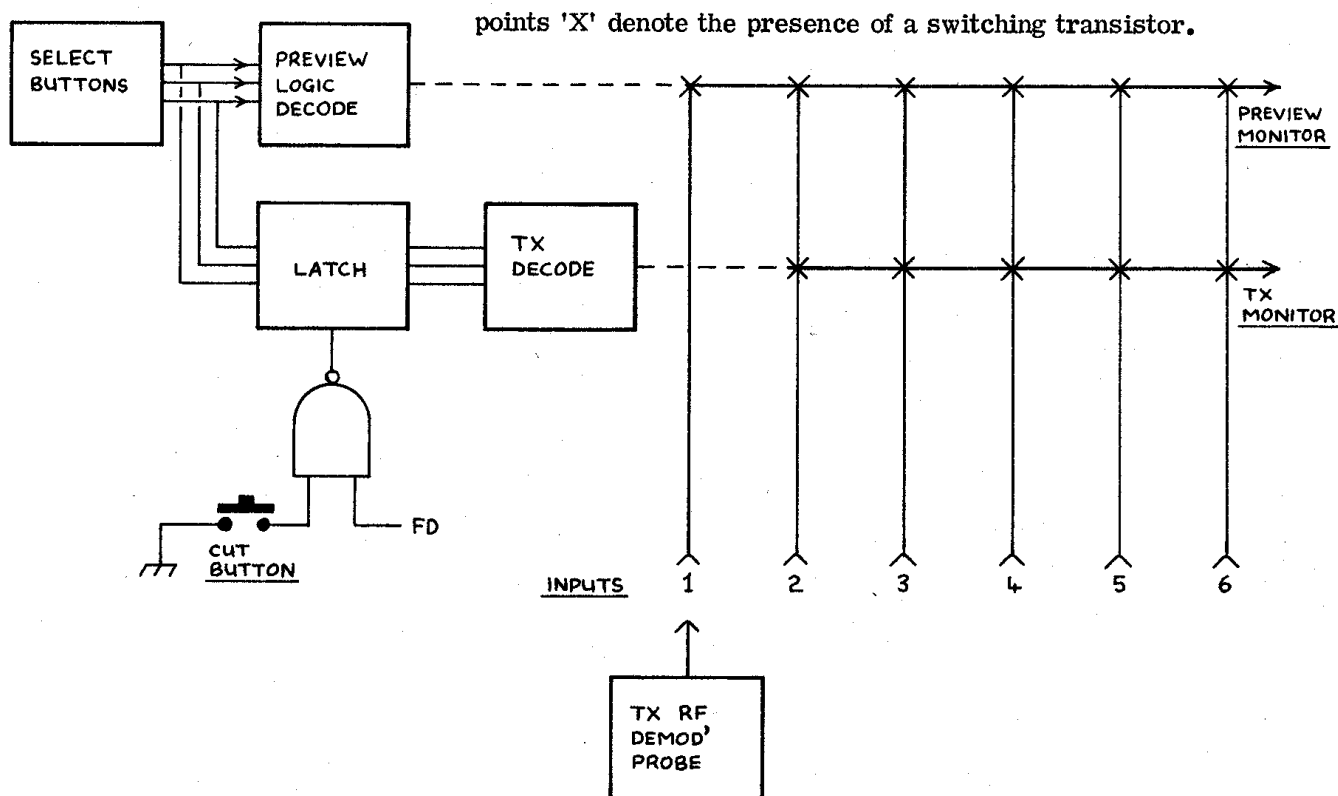 points 'X' denote the presence of a switching transistor.
SELECT
BUTTONS
PREVIEW
LOGIC
DECODE
PREVIEW
MONITOR
LATCH
TX
DECODE
TX
MONITOR
FD
CUT
BUTTON
INPUTS 1 2 3 4 5 6
TX RF
DEMOD'
PROBE